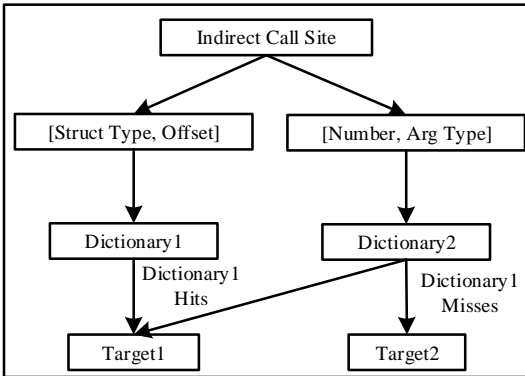 Indirect Call Site
[Struct Type, Offset]
[Number, Arg Type]
Dictionary1
Dictionary2
Dictionary1
Hits
Dictionary1
Misses
Target1
Target2